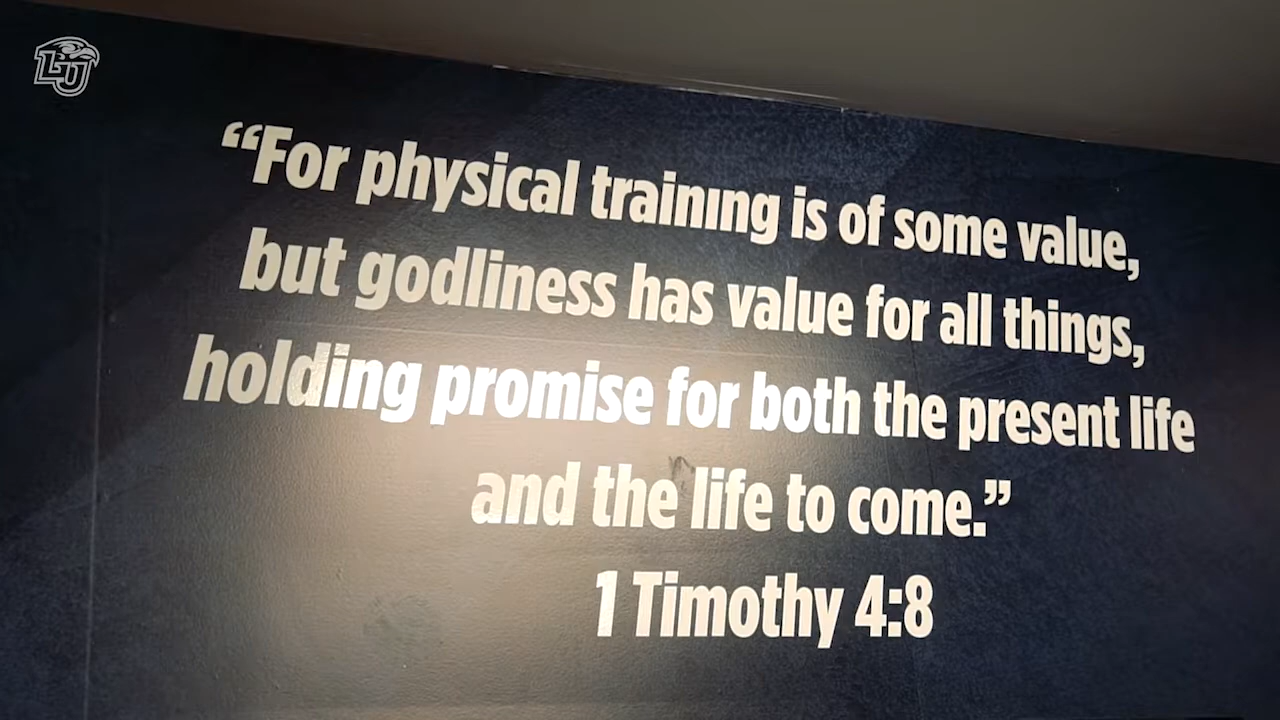 LU
“For physical training is of some value,
but godliness has value for all things,
holding promise for both the present life
and the life to come.”
1 Timothy 4:8